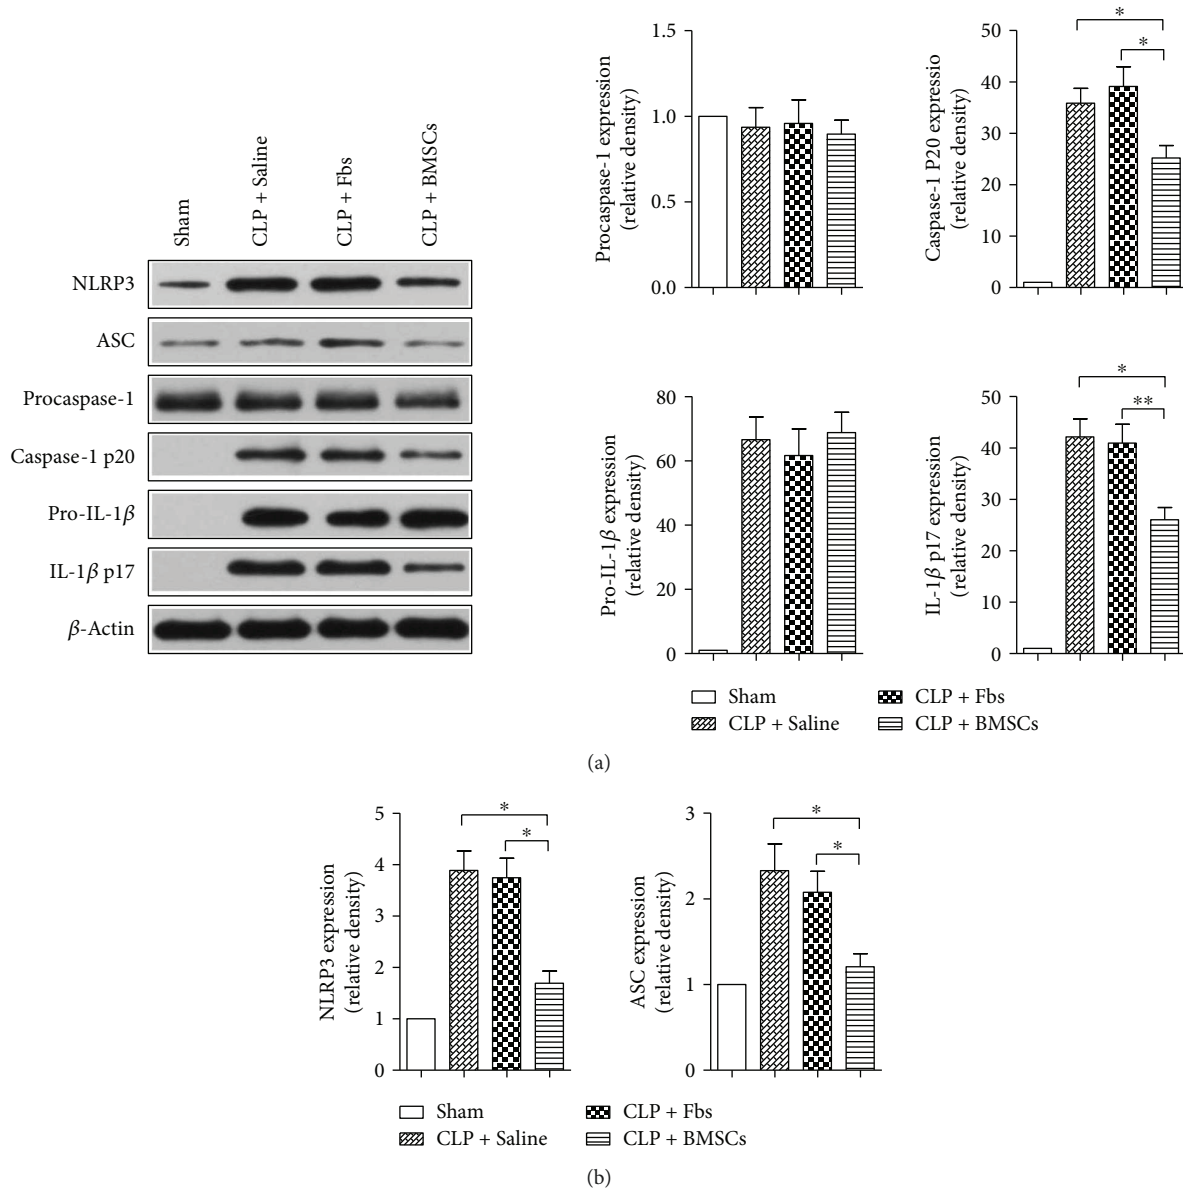 Sham
CLP + Saline
CLP + Fbs
CLP + BMSCs
NLRP3
ASC
Procaspase-1
Caspase-1 p20
Pro-IL-1β
IL-1β p17
β-Actin
Procaspase-1 expression
(relative density)
1.5
1.0
0.5
0.0
Caspase-1 P20 expressio
(relative density)
50
40
30
20
10
0
*
*
Pro-IL-1β expression
(relative density)
80
60
40
20
0
IL-1β p17 expression
(relative density)
50
40
30
20
10
0
*
**
Sham
CLP + Saline
CLP + Fbs
CLP + BMSCs
(a)
NLRP3 expression
(relative density)
5
4
3
2
1
0
*
*
ASC expression
(relative density)
3
2
1
0
*
*
Sham
CLP + Saline
CLP + Fbs
CLP + BMSCs
(b)